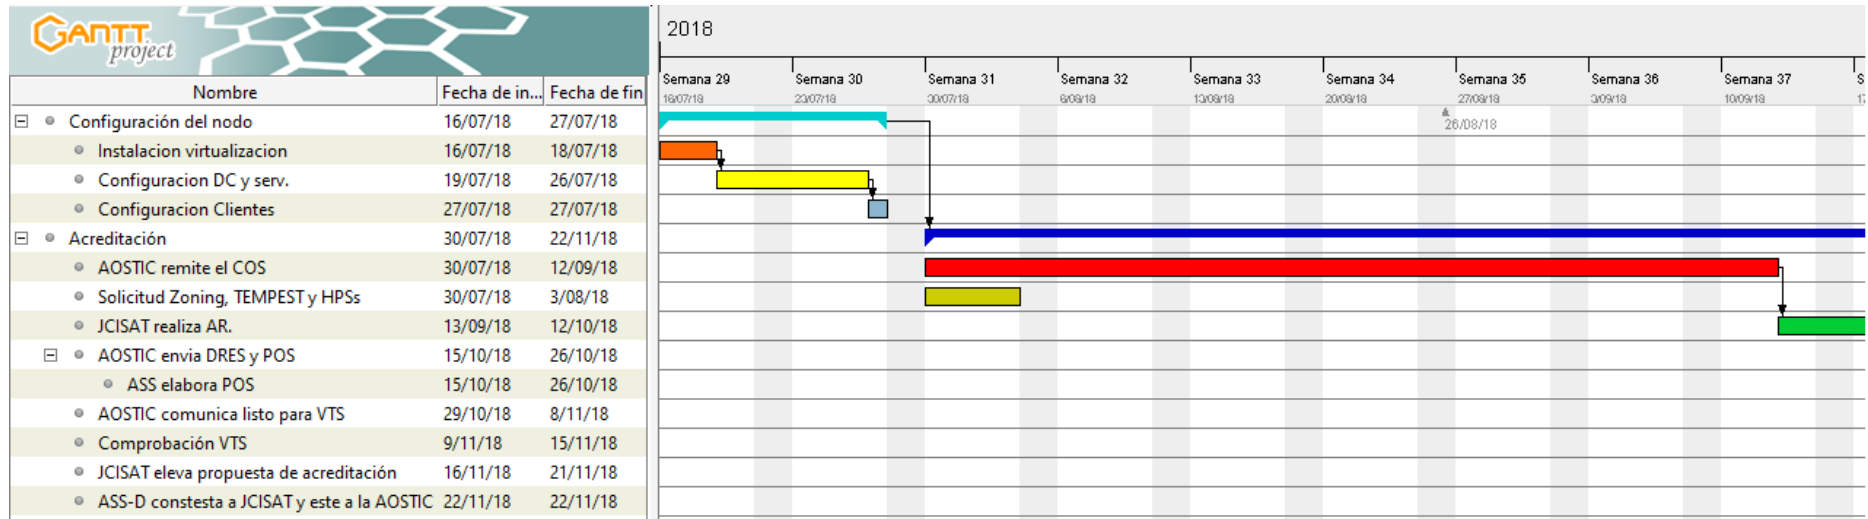 GANTT
project
2018
Semana 29 Semana 30 Semana 31 Semana 32 Semana 33 Semana 34 Semana 35 Semana 36 Semana 37 S
16/07/18 23/07/18 30/07/18 6/08/18 13/08/18 20/08/18 27/08/18 3/09/18 10/09/18 17
Nombre Fecha de in... Fecha de fin
Configuración del nodo 16/07/18 27/07/18
26/08/18
Instalacion virtualizacion 16/07/18 18/07/18
Configuracion DC y serv. 19/07/18 26/07/18
Configuracion Clientes 27/07/18 27/07/18
Acreditación 30/07/18 22/11/18
AOSTIC remite el COS 30/07/18 12/09/18
Solicitud Zoning, TEMPEST y HPSs 30/07/18 3/08/18
JCISAT realiza AR. 13/09/18 12/10/18
AOSTIC envia DRES y POS 15/10/18 26/10/18
ASS elabora POS 15/10/18 26/10/18
AOSTIC comunica listo para VTS 29/10/18 8/11/18
Comprobación VTS 9/11/18 15/11/18
JCISAT eleva propuesta de acreditación 16/11/18 21/11/18
ASS-D constesta a JCISAT y este a la AOSTIC 22/11/18 22/11/18